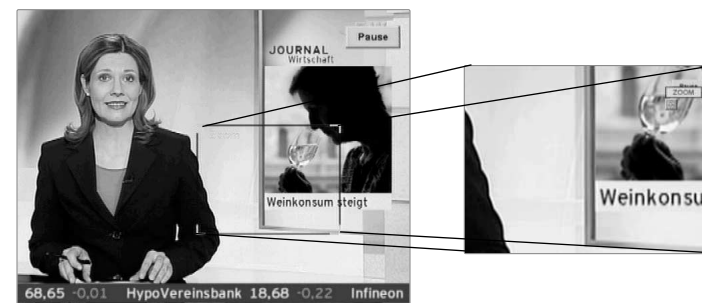 Pause
JOURNAL
Wirtschaft
Weinkonsum steigt
68,65 -0,01 HypoVereinsbank 18,68 -0,22 Infineon
ZOOM
Weinkonsu